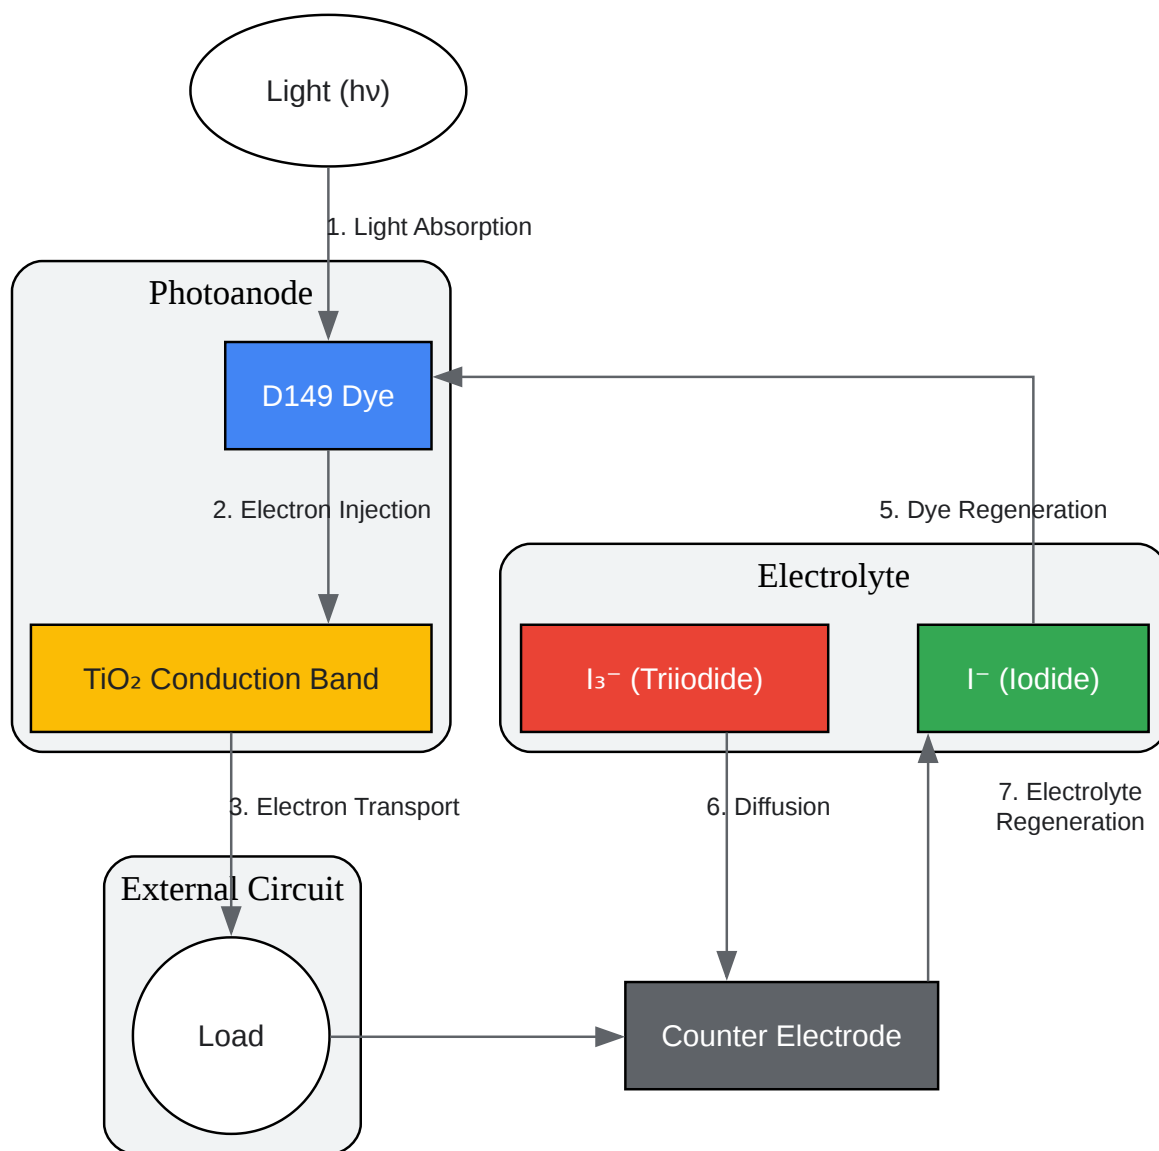 Light (hν)
1. Light Absorption
Photoanode
D149 Dye
2. Electron Injection
5. Dye Regeneration
Electrolyte
TiO₂ Conduction Band
I₃⁻ (Triiodide)
I⁻ (Iodide)
3. Electron Transport
6. Diffusion
7. Electrolyte
Regeneration
External Circuit
Load
Counter Electrode